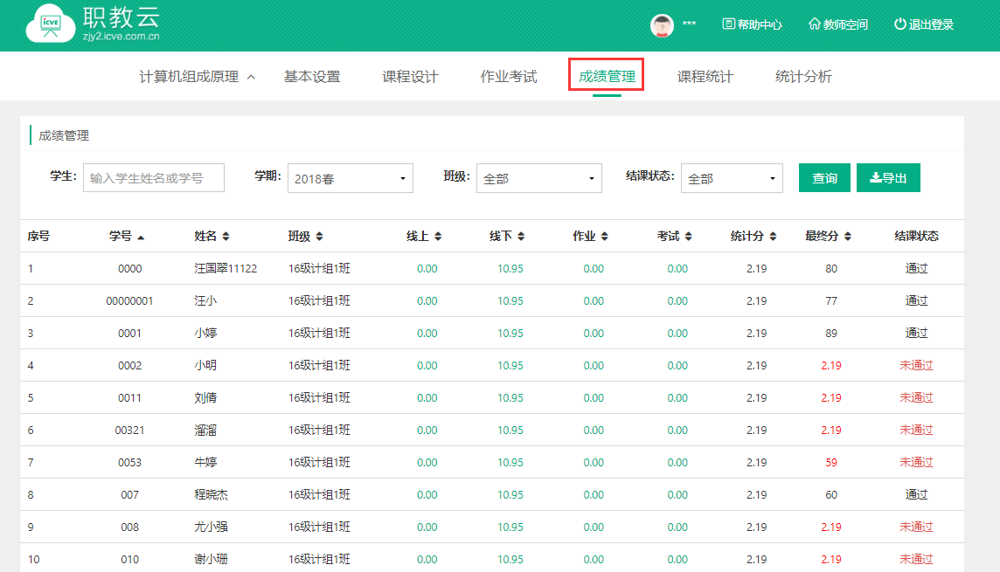 icve 职教云
zjy2.icve.com.cn
*** 帮助中心 教师空间 退出登录
计算机组成原理 基本设置 课程设计 作业考试 成绩管理 课程统计 统计分析
成绩管理
学生: 输入学生姓名或学号 学期: 2018春 班级: 全部 结课状态: 全部 查询 导出
序号 学号 姓名 班级 线上 线下 作业 考试 统计分 最终分 结课状态
1 0000 汪国翠11122 16级计组1班 0.00 10.95 0.00 0.00 2.19 80 通过
2 00000001 汪小 16级计组1班 0.00 10.95 0.00 0.00 2.19 77 通过
3 0001 小婷 16级计组1班 0.00 10.95 0.00 0.00 2.19 89 通过
4 0002 小明 16级计组1班 0.00 10.95 0.00 0.00 2.19 2.19 未通过
5 0011 刘倩 16级计组1班 0.00 10.95 0.00 0.00 2.19 2.19 未通过
6 00321 溜溜 16级计组1班 0.00 10.95 0.00 0.00 2.19 2.19 未通过
7 0053 牛婷 16级计组1班 0.00 10.95 0.00 0.00 2.19 59 未通过
8 007 程晓杰 16级计组1班 0.00 10.95 0.00 0.00 2.19 60 通过
9 008 尤小强 16级计组1班 0.00 10.95 0.00 0.00 2.19 2.19 未通过
10 010 谢小珊 16级计组1班 0.00 10.95 0.00 0.00 2.19 2.19 未通过